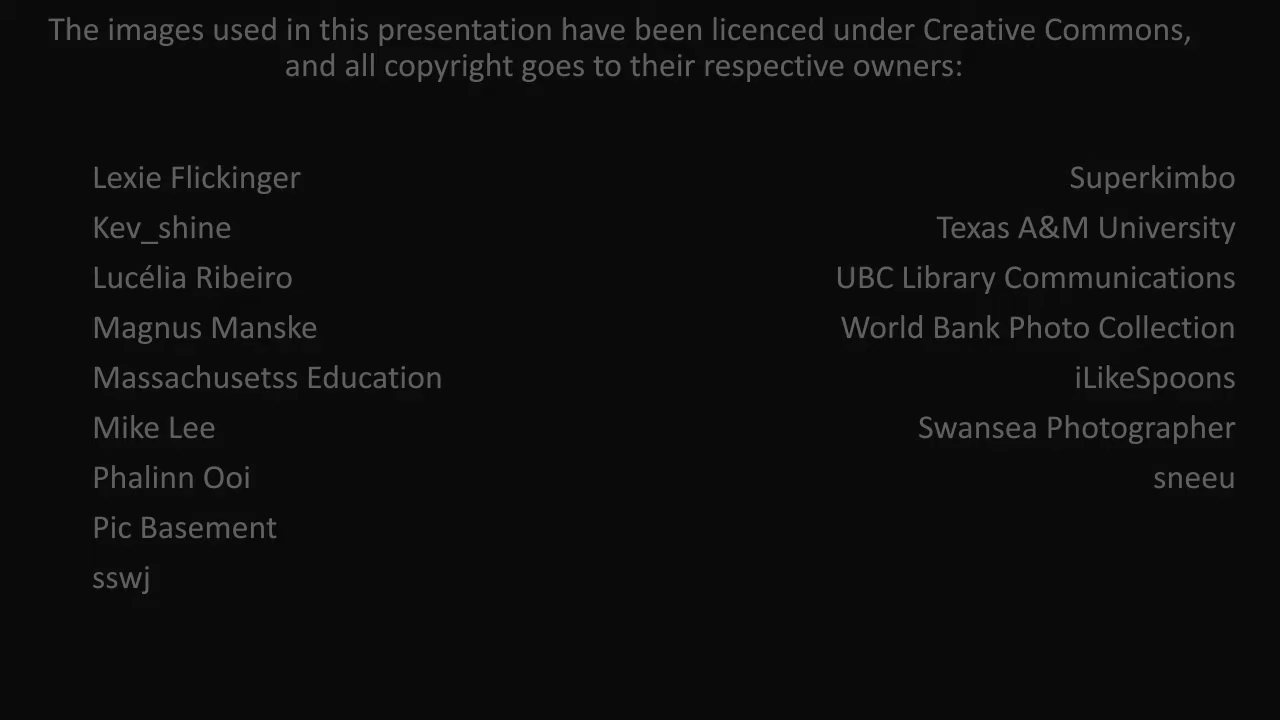 The images used in this presentation have been licenced under Creative Commons,
and all copyright goes to their respective owners:
Lexie Flickinger
Kev_shine
Lucélia Ribeiro
Magnus Manske
Massachusetss Education
Mike Lee
Phalinn Ooi
Pic Basement
sswj
Superkimbo
Texas A&M University
UBC Library Communications
World Bank Photo Collection
iLikeSpoons
Swansea Photographer
sneeu